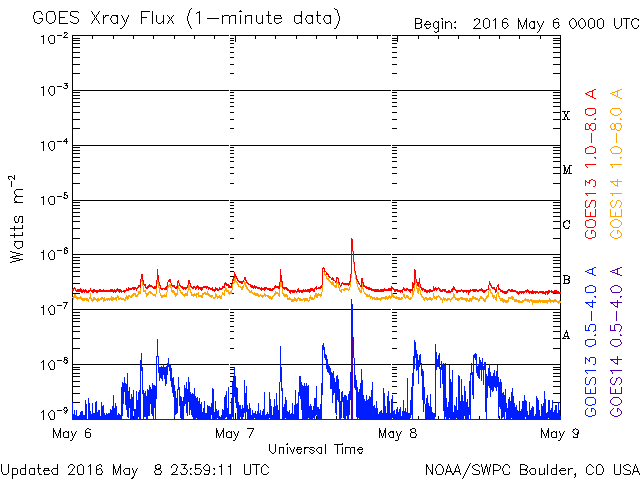 GOES Xray Flux (1-minute data)
Begin: 2016 May 6 0000 UTC
10⁻²
10⁻³
10⁻⁴
10⁻⁵
10⁻⁶
10⁻⁷
10⁻⁸
10⁻⁹
Watts m⁻²
X
M
C
B
A
GOES13 1.0-8.0 A
GOES14 1.0-8.0 A
GOES13 0.5-4.0 A
GOES14 0.5-4.0 A
May 6
May 7
May 8
May 9
Universal Time
Updated 2016 May 8 23:59:11 UTC
NOAA/SWPC Boulder, CO USA